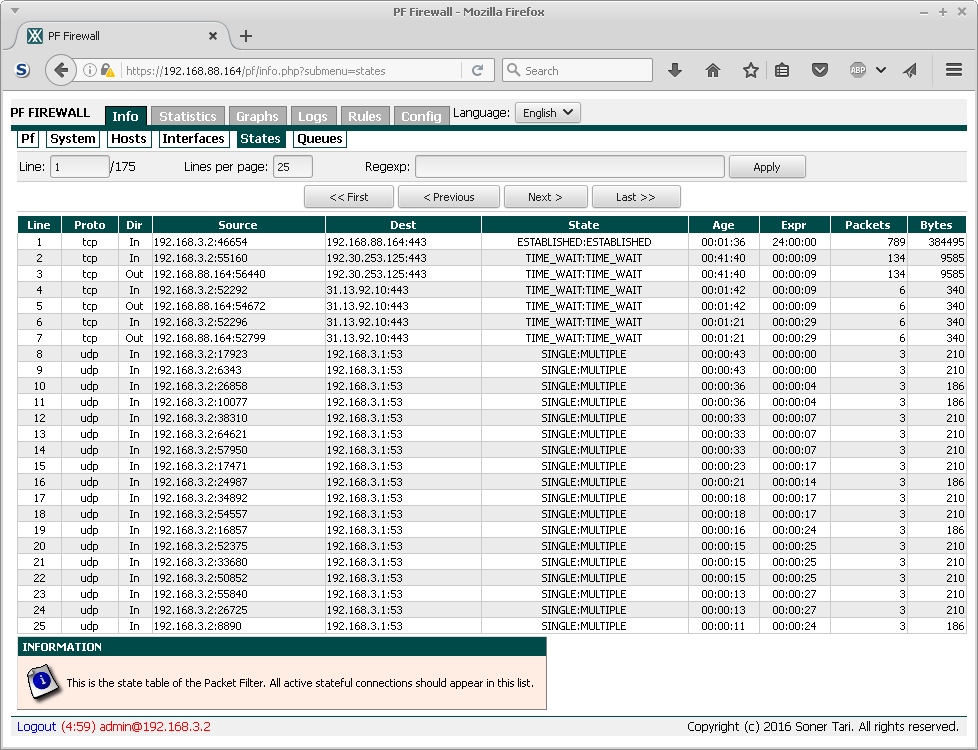 PF Firewall - Mozilla Firefox
PF Firewall
https://192.168.88.164/pf/info.php?submenu=states
Search
ABP
PF FIREWALL Info Statistics Graphs Logs Rules Config Language: English
Pf System Hosts Interfaces States Queues
Line: 1 /175 Lines per page: 25 Regexp: Apply
<< First < Previous Next > Last >>
Line Proto Dir Source Dest State Age Expr Packets Bytes
1 tcp In 192.168.3.2:46654 192.168.88.164:443 ESTABLISHED:ESTABLISHED 00:01:36 24:00:00 789 384495
2 tcp In 192.168.3.2:55160 192.30.253.125:443 TIME_WAIT:TIME_WAIT 00:41:40 00:00:09 134 9585
3 tcp Out 192.168.88.164:56440 192.30.253.125:443 TIME_WAIT:TIME_WAIT 00:41:40 00:00:09 134 9585
4 tcp In 192.168.3.2:52292 31.13.92.10:443 TIME_WAIT:TIME_WAIT 00:01:42 00:00:09 6 340
5 tcp Out 192.168.88.164:54672 31.13.92.10:443 TIME_WAIT:TIME_WAIT 00:01:42 00:00:09 6 340
6 tcp In 192.168.3.2:52296 31.13.92.10:443 TIME_WAIT:TIME_WAIT 00:01:21 00:00:29 6 340
7 tcp Out 192.168.88.164:52799 31.13.92.10:443 TIME_WAIT:TIME_WAIT 00:01:21 00:00:29 6 340
8 udp In 192.168.3.2:17923 192.168.3.1:53 SINGLE:MULTIPLE 00:00:43 00:00:00 3 210
9 udp In 192.168.3.2:6343 192.168.3.1:53 SINGLE:MULTIPLE 00:00:43 00:00:00 3 210
10 udp In 192.168.3.2:26858 192.168.3.1:53 SINGLE:MULTIPLE 00:00:36 00:00:04 3 186
11 udp In 192.168.3.2:10077 192.168.3.1:53 SINGLE:MULTIPLE 00:00:36 00:00:04 3 186
12 udp In 192.168.3.2:38310 192.168.3.1:53 SINGLE:MULTIPLE 00:00:33 00:00:07 3 210
13 udp In 192.168.3.2:64621 192.168.3.1:53 SINGLE:MULTIPLE 00:00:33 00:00:07 3 210
14 udp In 192.168.3.2:57950 192.168.3.1:53 SINGLE:MULTIPLE 00:00:33 00:00:07 3 210
15 udp In 192.168.3.2:17471 192.168.3.1:53 SINGLE:MULTIPLE 00:00:23 00:00:17 3 210
16 udp In 192.168.3.2:24987 192.168.3.1:53 SINGLE:MULTIPLE 00:00:21 00:00:14 3 186
17 udp In 192.168.3.2:34892 192.168.3.1:53 SINGLE:MULTIPLE 00:00:18 00:00:17 3 210
18 udp In 192.168.3.2:54557 192.168.3.1:53 SINGLE:MULTIPLE 00:00:18 00:00:17 3 210
19 udp In 192.168.3.2:16857 192.168.3.1:53 SINGLE:MULTIPLE 00:00:16 00:00:24 3 186
20 udp In 192.168.3.2:52375 192.168.3.1:53 SINGLE:MULTIPLE 00:00:15 00:00:25 3 210
21 udp In 192.168.3.2:33680 192.168.3.1:53 SINGLE:MULTIPLE 00:00:15 00:00:25 3 210
22 udp In 192.168.3.2:50852 192.168.3.1:53 SINGLE:MULTIPLE 00:00:15 00:00:25 3 210
23 udp In 192.168.3.2:55840 192.168.3.1:53 SINGLE:MULTIPLE 00:00:13 00:00:27 3 210
24 udp In 192.168.3.2:26725 192.168.3.1:53 SINGLE:MULTIPLE 00:00:13 00:00:27 3 210
25 udp In 192.168.3.2:8890 192.168.3.1:53 SINGLE:MULTIPLE 00:00:11 00:00:24 3 186
INFORMATION
This is the state table of the Packet Filter. All active stateful connections should appear in this list.
Logout (4:59) admin@192.168.3.2 Copyright (c) 2016 Soner Tari. All rights reserved.